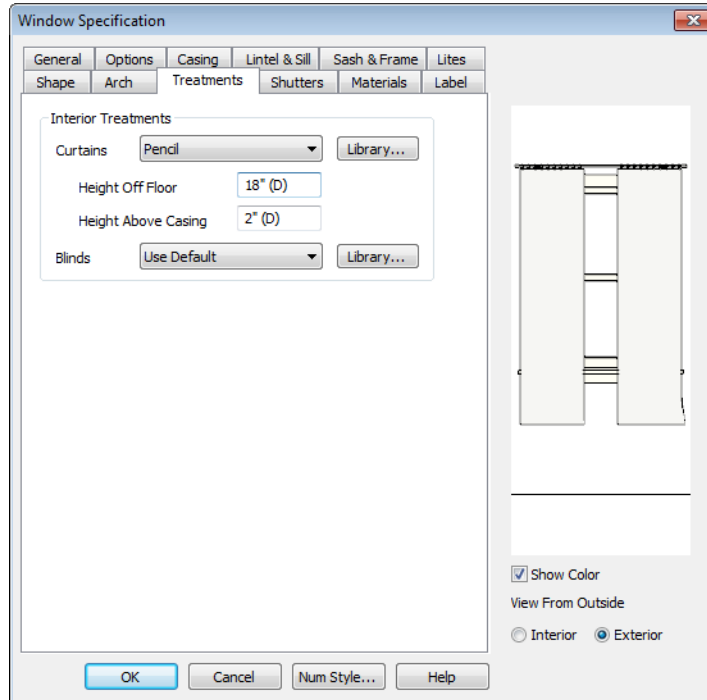 Window Specification
General Options Casing Lintel & Sill Sash & Frame Lites
Shape Arch Treatments Shutters Materials Label
Interior Treatments
Curtains Pencil Library...
Height Off Floor 18" (D)
Height Above Casing 2" (D)
Blinds Use Default Library...
Show Color
View From Outside
Interior Exterior
OK Cancel Num Style... Help